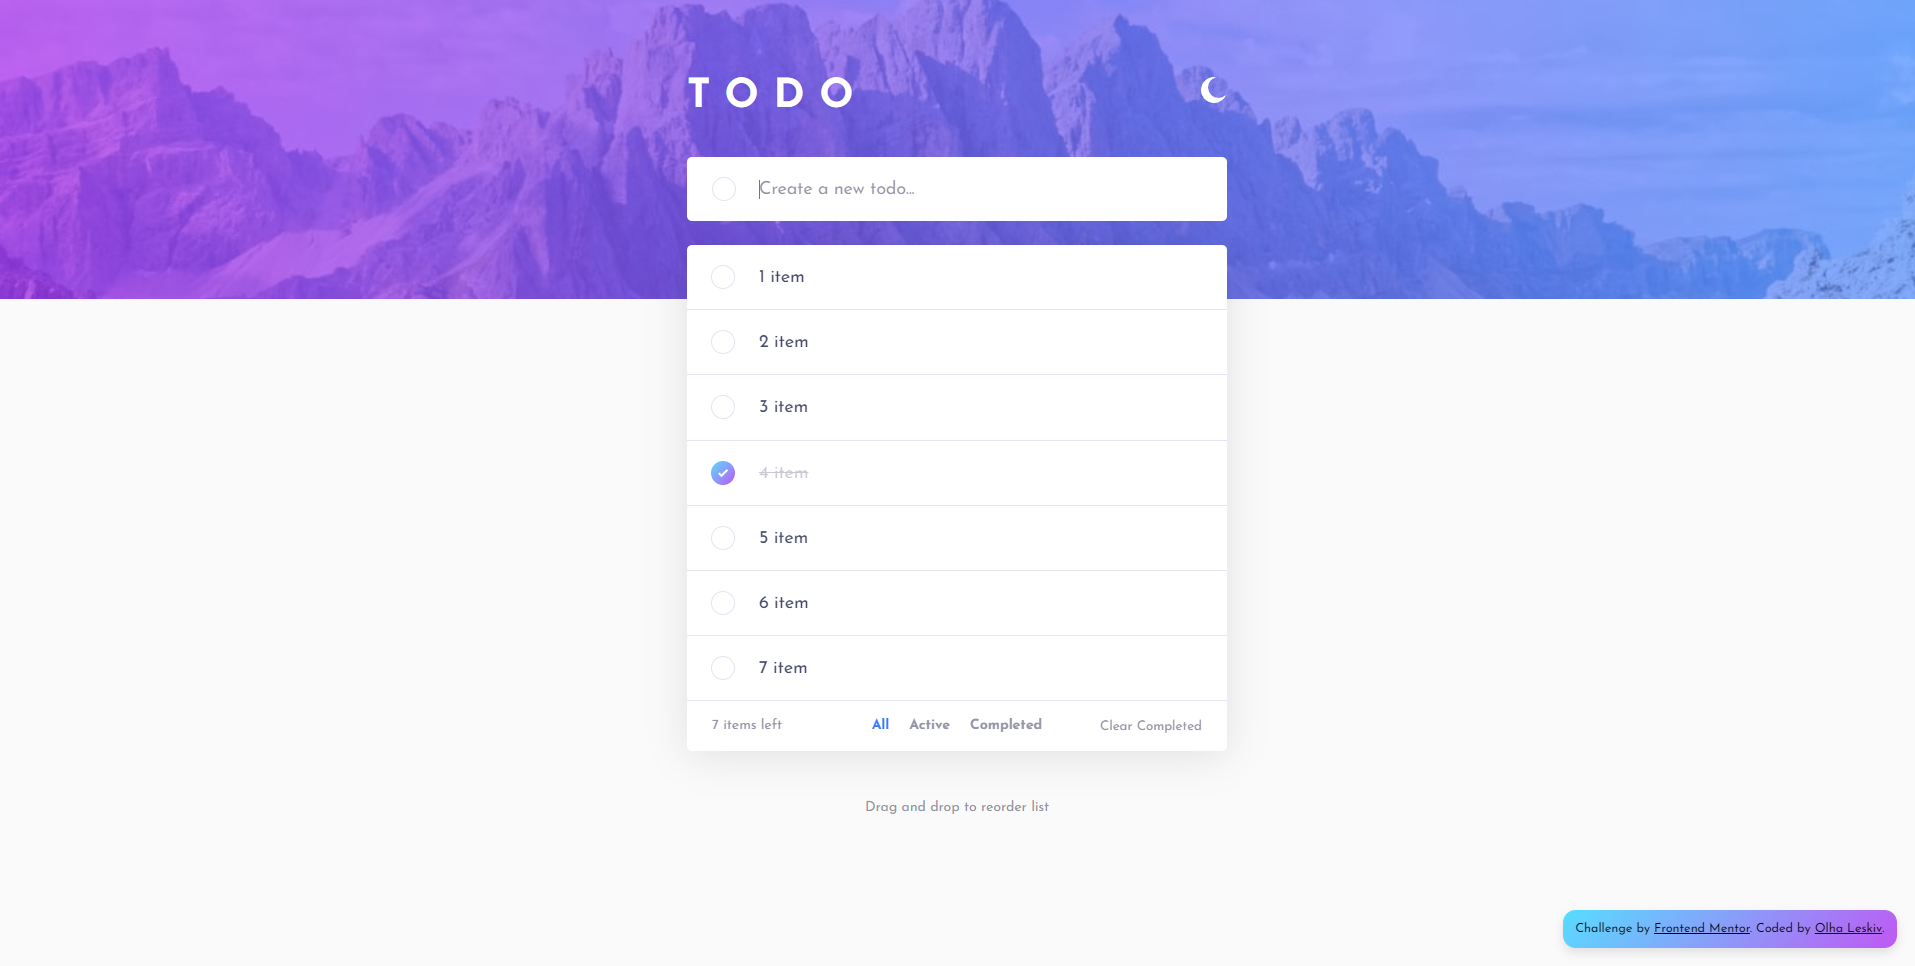 TODO
Create a new todo...
1 item
2 item
3 item
4 item
5 item
6 item
7 item
7 items left All Active Completed Clear Completed
Drag and drop to reorder list
Challenge by Frontend Mentor. Coded by Olha Leskiv.